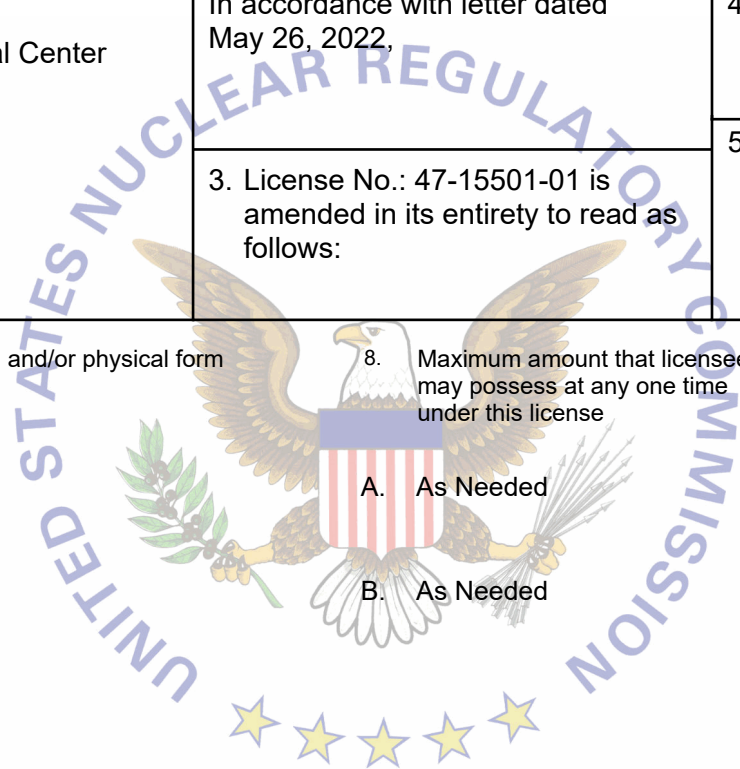 al Center
In accordance with letter dated
May 26, 2022,
4
5
3. License No.: 47-15501-01 is
amended in its entirety to read as
follows:
and/or physical form
8. Maximum amount that licensee
may possess at any one time
under this license
A. As Needed
B. As Needed
UNITED STATES NUCLEAR REGULATORY COMMISSION